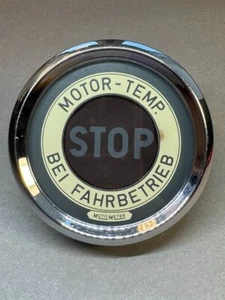 MOTOR-TEMP.
STOP
BEI FAHRBETRIEB
MOTO METER